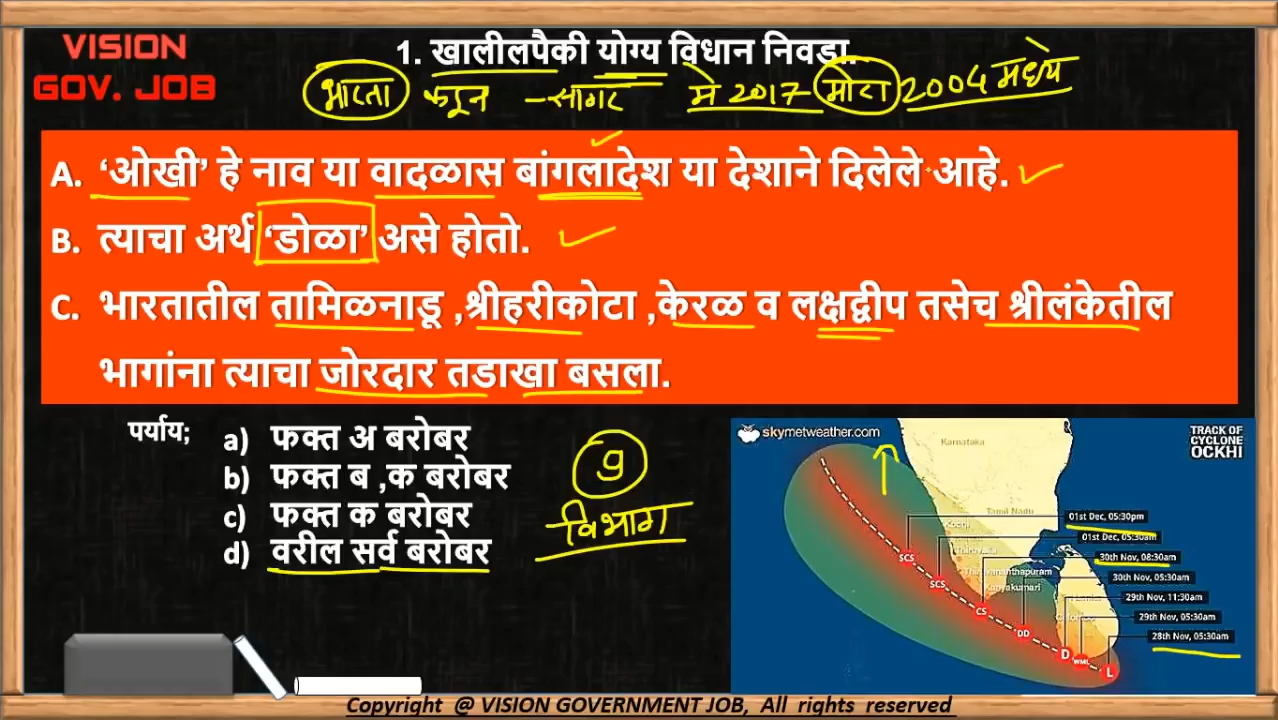 VISION
GOV. JOB
1. खालीलपैकी योग्य विधान निवडा.
भारता कडून - सागर मे 2017 - मोरा 2004 मध्ये
A. ‘ओखी’ हे नाव या वादळास बांगलादेश या देशाने दिलेले आहे.
B. त्याचा अर्थ ‘डोळा’ असे होतो.
C. भारतातील तामिळनाडू ,श्रीहरीकोटा ,केरळ व लक्षद्वीप तसेच श्रीलंकेतील
भागांना त्याचा जोरदार तडाखा बसला.
पर्याय;
a) फक्त अ बरोबर
b) फक्त ब ,क बरोबर
c) फक्त क बरोबर
d) वरील सर्व बरोबर
9
विभाग
skymetweather.com
TRACK OF
CYCLONE
OCKHI
Karnataka
Tamil Nadu
Kochi
Thiruvananthapuram
Kanyakumari
01st Dec, 05:30pm
01st Dec, 05:30am
30th Nov, 08:30am
30th Nov, 05:30am
29th Nov, 11:30am
29th Nov, 05:30am
28th Nov, 05:30am
SCS
SCS
CS
DD
D
WML
L
Copyright @ VISION GOVERNMENT JOB, All rights reserved